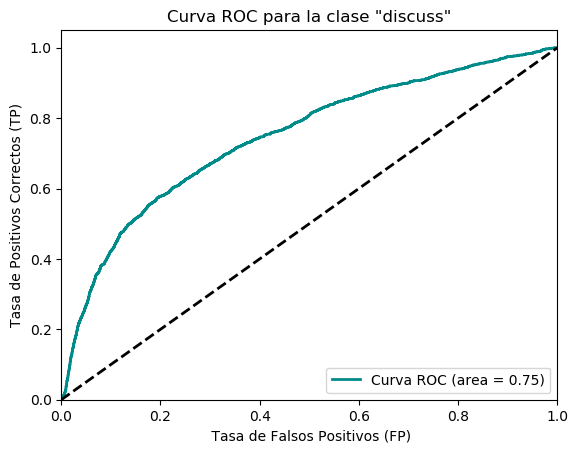 Curva ROC para la clase "discuss"
Tasa de Positivos Correctos (TP)
1.0
0.8
0.6
0.4
0.2
0.0
0.0 0.2 0.4 0.6 0.8 1.0
Curva ROC (area = 0.75)
Tasa de Falsos Positivos (FP)